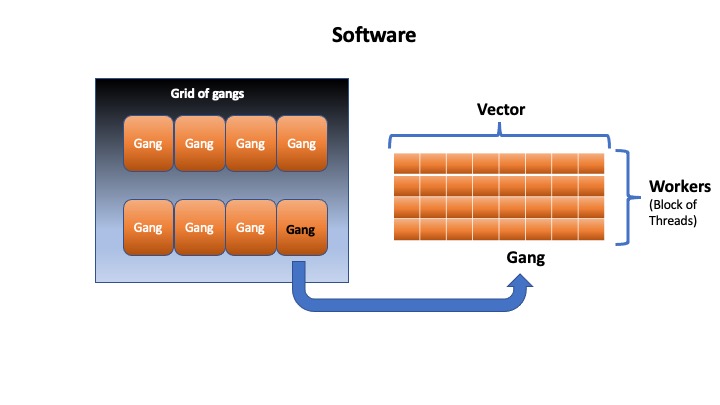 Software
Grid of gangs
Gang Gang Gang Gang
Gang Gang Gang Gang
Vector
Workers
(Block of
Threads)
Gang